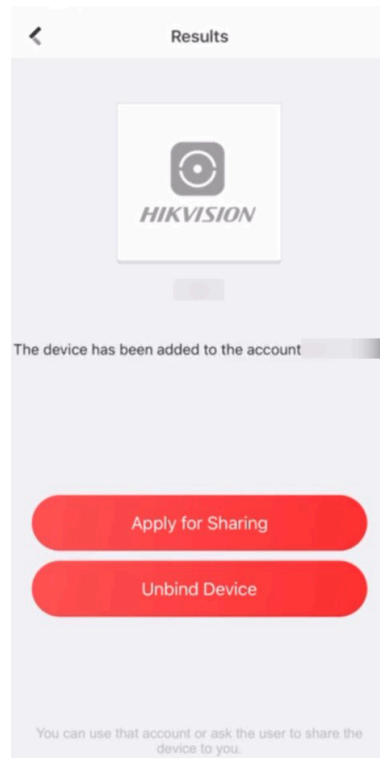 Results
HIKVISION
The device has been added to the account
Apply for Sharing
Unbind Device
You can use that account or ask the user to share the
device to you.